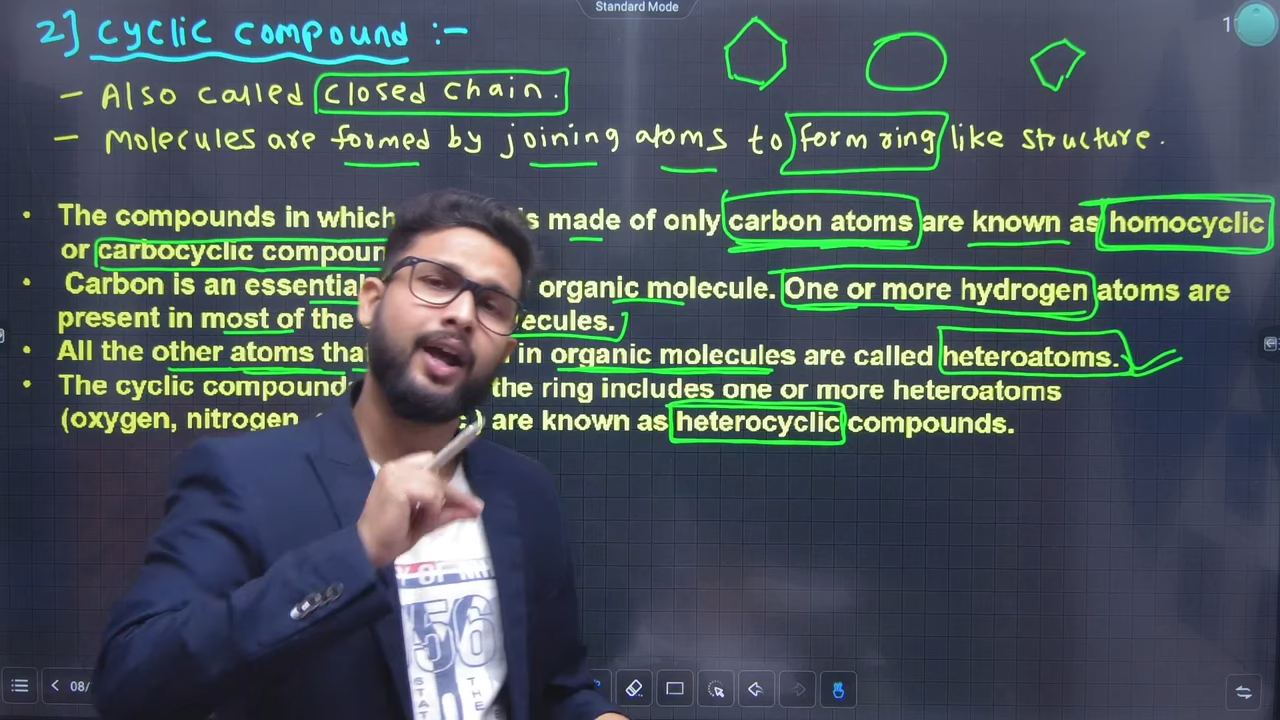 Standard Mode
2] cyclic compound :-
- Also called closed chain.
- Molecules are formed by joining atoms to form ring like structure.
• The compounds in which is made of only carbon atoms are known as homocyclic
or carbocyclic compoun
• Carbon is an essential organic molecule. One or more hydrogen atoms are
present in most of the ecules.
• All the other atoms that in organic molecules are called heteroatoms.
• The cyclic compound the ring includes one or more heteroatoms
(oxygen, nitrogen, c.) are known as heterocyclic compounds.
56
08/